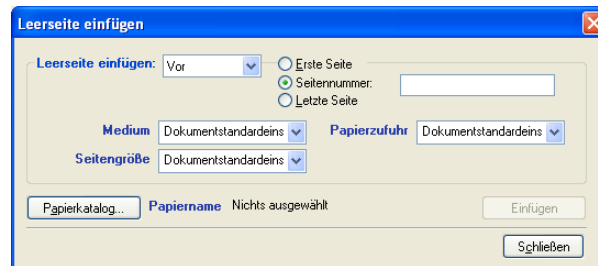 Leerseite einfügen
Leerseite einfügen: Vor Erste Seite
Seitennummer:
Letzte Seite
Medium Dokumentstandardeins Papierzufuhr Dokumentstandardeins
Seitengröße Dokumentstandardeins
Papierkatalog... Papiername Nichts ausgewählt Einfügen
Schließen